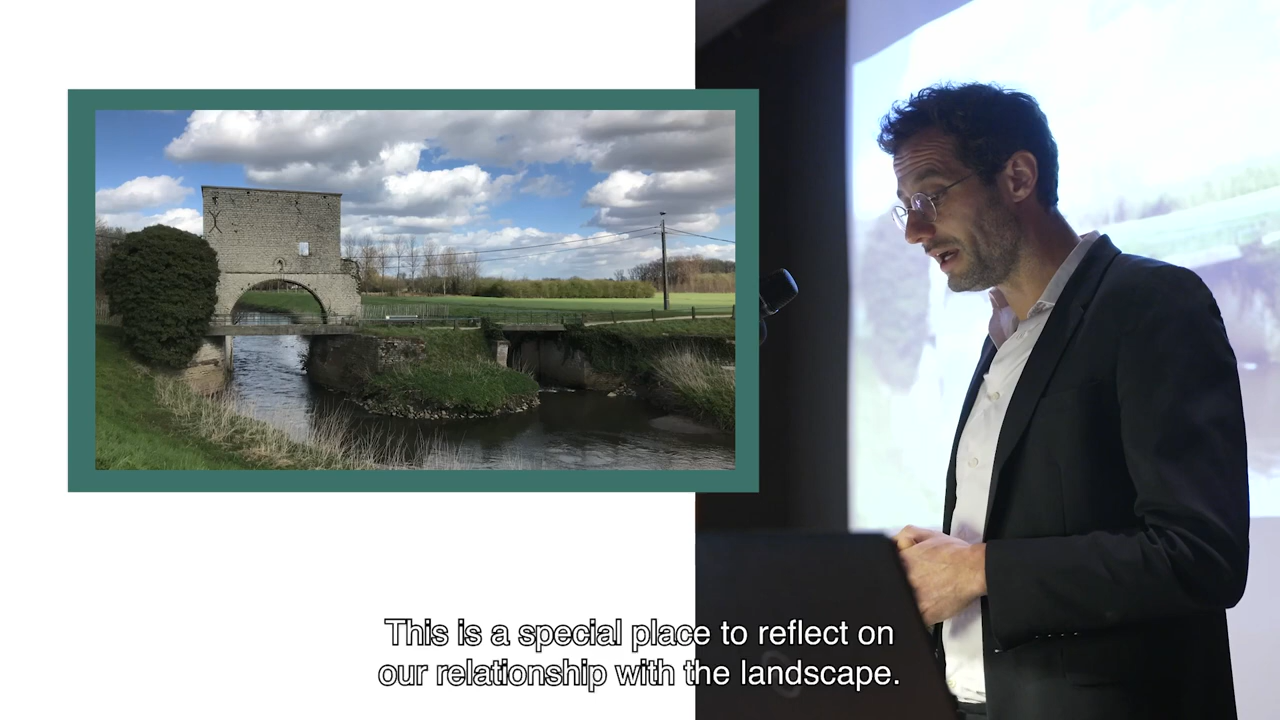 This is a special place to reflect on
our relationship with the landscape.